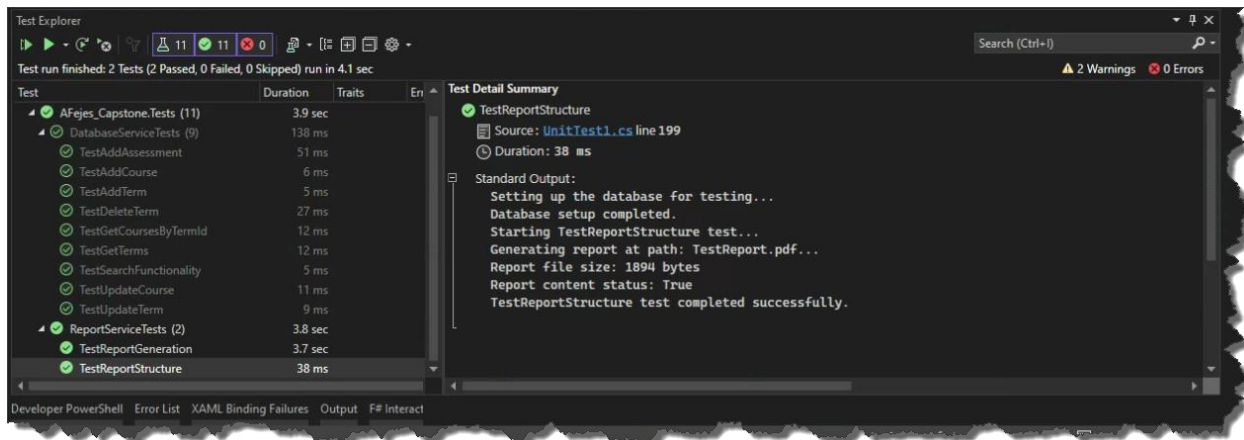 Test Explorer
11 11 0
Search (Ctrl+I)
Test run finished: 2 Tests (2 Passed, 0 Failed, 0 Skipped) run in 4.1 sec
2 Warnings 0 Errors
Test Duration Traits
AFejes_Capstone.Tests (11) 3.9 sec
DatabaseServiceTests (9) 138 ms
TestAddAssessment 51 ms
TestAddCourse 6 ms
TestAddTerm 5 ms
TestDeleteTerm 27 ms
TestGetCoursesByTermId 12 ms
TestGetTerms 12 ms
TestSearchFunctionality 5 ms
TestUpdateCourse 11 ms
TestUpdateTerm 9 ms
ReportServiceTests (2) 3.8 sec
TestReportGeneration 3.7 sec
TestReportStructure 38 ms
Test Detail Summary
TestReportStructure
Source: UnitTest1.cs line 199
Duration: 38 ms
Standard Output:
Setting up the database for testing...
Database setup completed.
Starting TestReportStructure test...
Generating report at path: TestReport.pdf...
Report file size: 1894 bytes
Report content status: True
TestReportStructure test completed successfully.
Developer PowerShell Error List XAML Binding Failures Output F# Interact